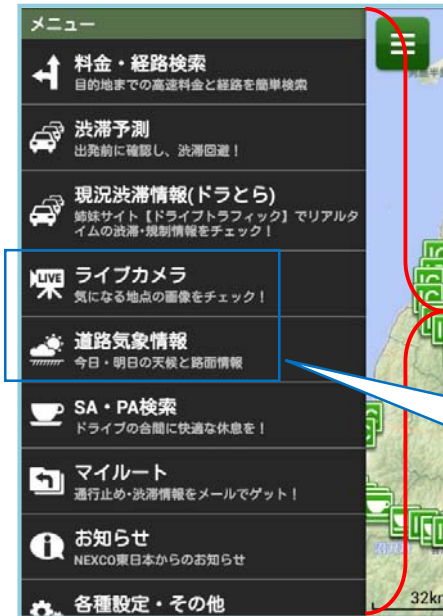 メニュー
料金・経路検索
目的地までの高速料金と経路を簡単検索
渋滞予測
出発前に確認し、渋滞回避！
現況渋滞情報(ドラとら)
姉妹サイト【ドライブトラフィック】でリアルタ
イムの渋滞・規制情報をチェック！
LIVE
ライブカメラ
気になる地点の画像をチェック！
道路気象情報
今日・明日の天候と路面情報
SA・PA検索
ドライブの合間に快適な休息を！
マイルート
通行止め・渋滞情報をメールでゲット！
お知らせ
NEXCO東日本からのお知らせ
各種設定・その他
32km